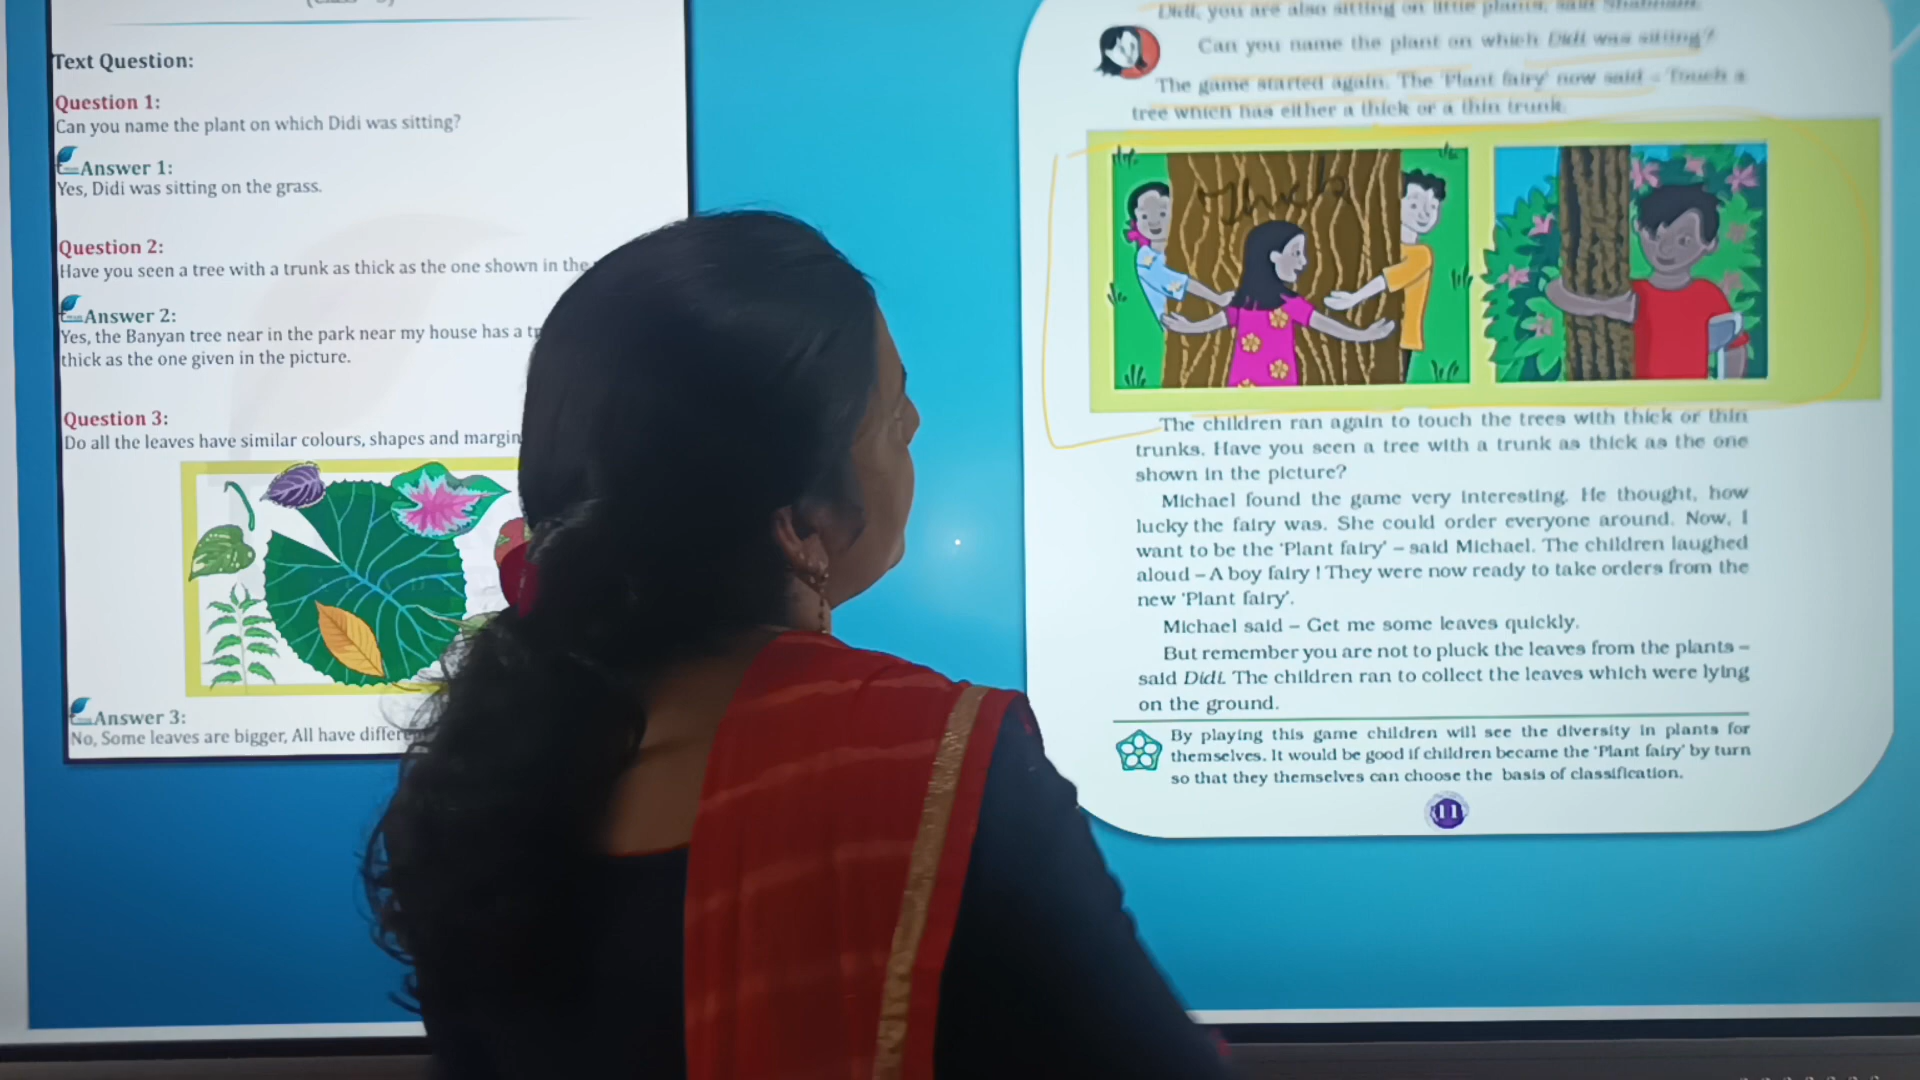 Text Question:
Question 1:
Can you name the plant on which Didi was sitting?
Answer 1:
Yes, Didi was sitting on the grass.
Question 2:
Have you seen a tree with a trunk as thick as the one shown in the
Answer 2:
Yes, the Banyan tree near in the park near my house has a
thick as the one given in the picture.
Question 3:
Do all the leaves have similar colours, shapes and margin
Answer 3:
No, Some leaves are bigger, All have differe
Didi, you are also sitting on little plants, said Shabnam.
Can you name the plant on which Didi was sitting?
The game started again. The 'Plant fairy' now said – Touch a
tree which has either a thick or a thin trunk.
Thick
The children ran again to touch the trees with thick or thin
trunks. Have you seen a tree with a trunk as thick as the one
shown in the picture?
Michael found the game very interesting. He thought, how
lucky the fairy was. She could order everyone around. Now, I
want to be the 'Plant fairy' – said Michael. The children laughed
aloud – A boy fairy ! They were now ready to take orders from the
new 'Plant fairy'.
Michael said – Get me some leaves quickly.
But remember you are not to pluck the leaves from the plants –
said Didi. The children ran to collect the leaves which were lying
on the ground.
By playing this game children will see the diversity in plants for
themselves. It would be good if children became the 'Plant fairy' by turn
so that they themselves can choose the basis of classification.
11